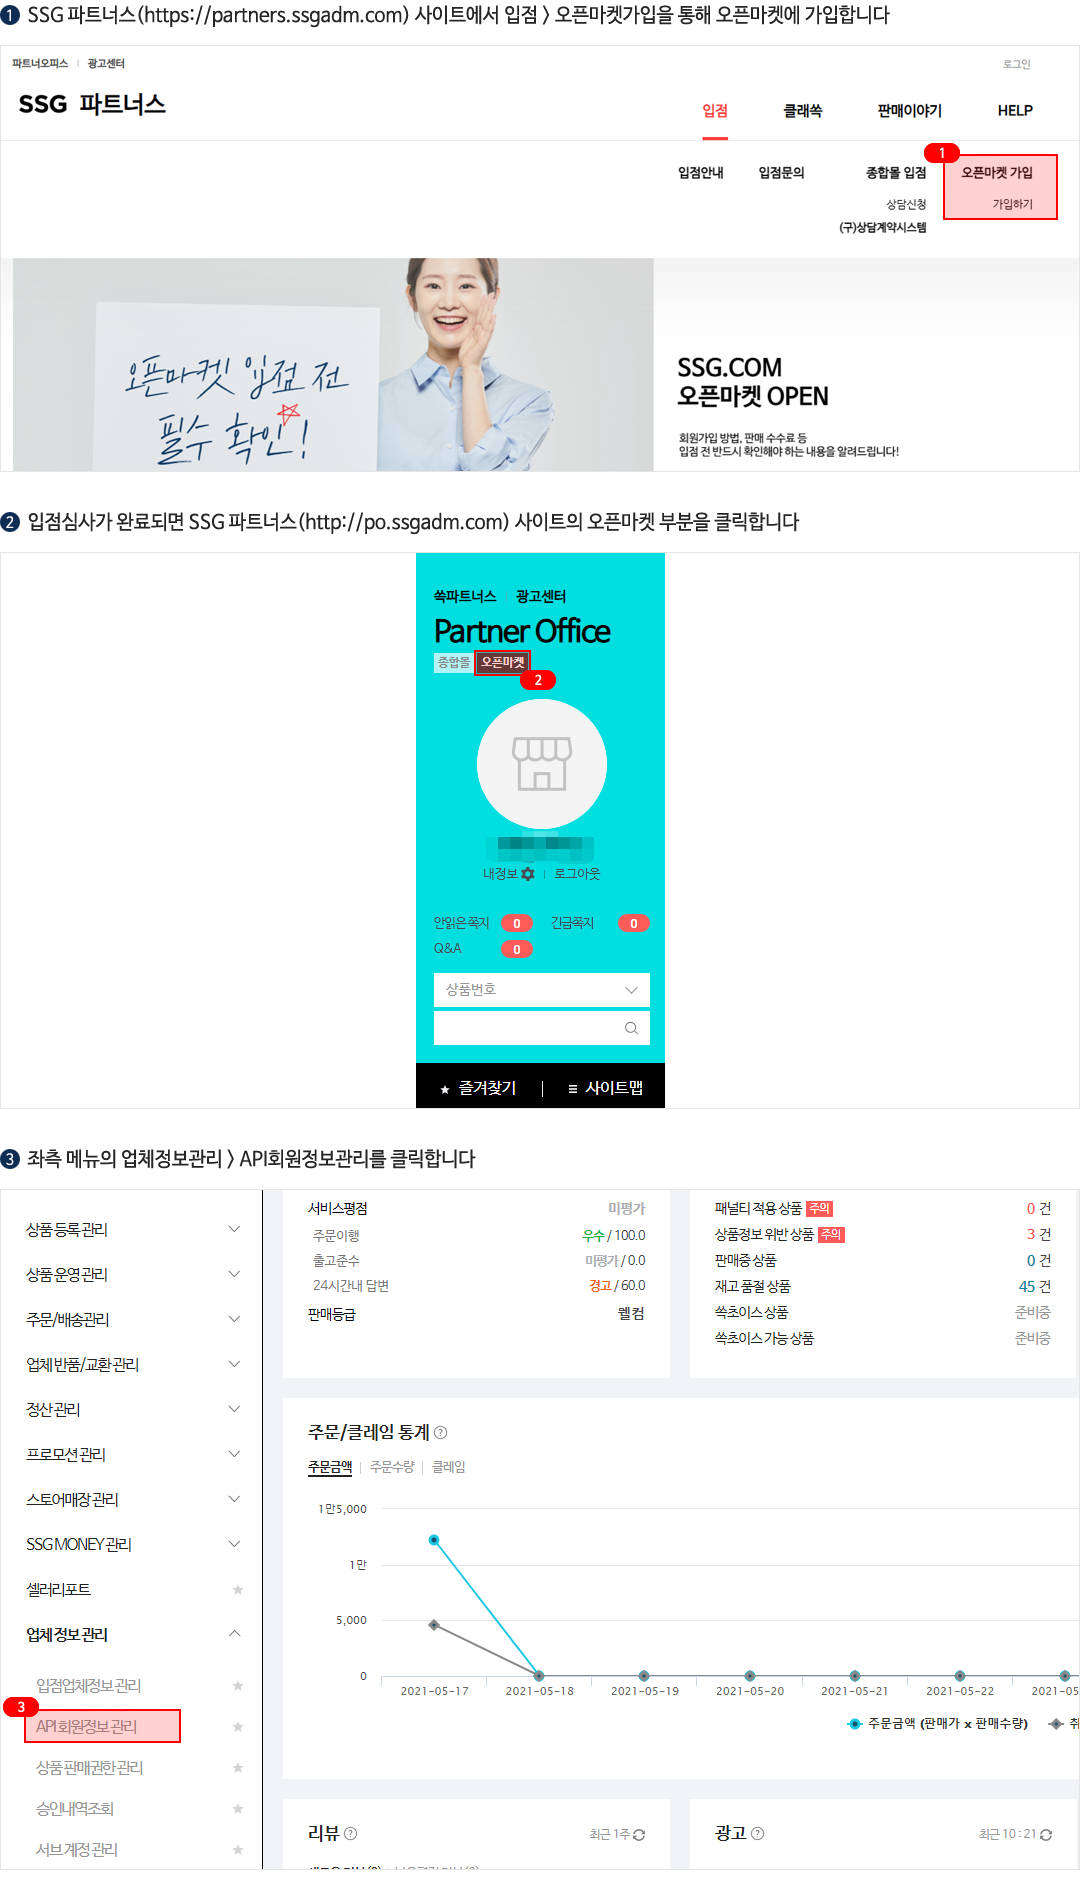 1 SSG 파트너스(https://partners.ssgadm.com) 사이트에서 입점 > 오픈마켓가입을 통해 오픈마켓에 가입합니다
파트너오피스 | 광고센터
로그인
SSG 파트너스
입점 클래쏙 판매이야기 HELP
1
입점안내 입점문의 종합몰 입점 오픈마켓 가입
상담신청 가입하기
(구)상담계약시스템
오픈마켓 입점 전
필수 확인!
SSG.COM
오픈마켓 OPEN
회원가입 방법, 판매 수수료 등
입점 전 반드시 확인해야 하는 내용을 알려드립니다!
2 입점심사가 완료되면 SSG 파트너스(http://po.ssgadm.com) 사이트의 오픈마켓 부분을 클릭합니다
쓱파트너스 광고센터
Partner Office
종합몰 오픈마켓
2
내정보 | 로그아웃
안읽은 쪽지 0 긴급쪽지 0
Q&A 0
상품번호
★ 즐겨찾기 | ≡ 사이트맵
3 좌측 메뉴의 업체정보관리 > API회원정보관리를 클릭합니다
상품 등록 관리
상품 운영 관리
주문/배송관리
업체 반품/교환 관리
정산 관리
프로모션 관리
스토어매장 관리
SSG MONEY 관리
셀러리포트
업체 정보 관리
입점업체정보 관리
3
API 회원정보 관리
상품 판매권한 관리
승인내역조회
서브 계정 관리
서비스평점 미평가
주문이행 우수 / 100.0
출고준수 미평가 / 0.0
24시간내 답변 경고 / 60.0
판매등급 웰컴
패널티 적용 상품 주의 0 건
상품정보 위반 상품 주의 3 건
판매중 상품 0 건
재고 품절 상품 45 건
쓱초이스 상품 준비중
쓱초이스 가능 상품 준비중
주문/클레임 통계 ?
주문금액 | 주문수량 | 클레임
1만5,000
1만
5,000
0
2021-05-17 2021-05-18 2021-05-19 2021-05-20 2021-05-21 2021-05-22 2021-05
주문금액 (판매가 x 판매수량) 취
리뷰 ? 최근 1주
광고 ? 최근 10 : 21